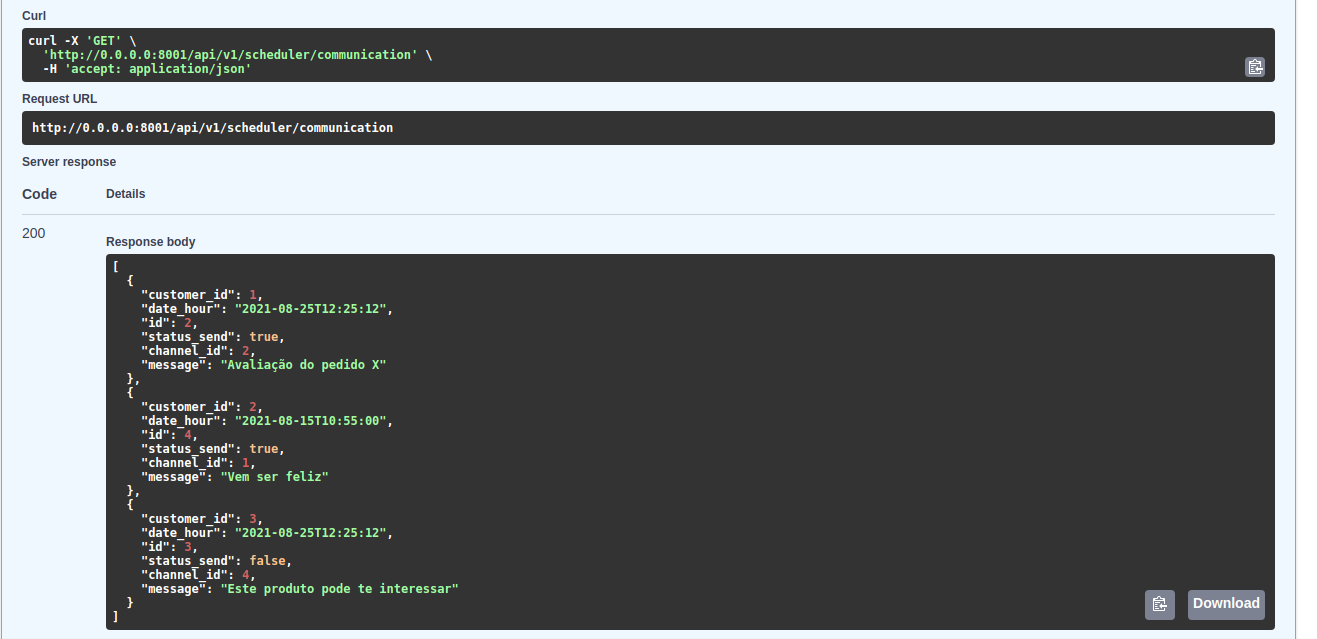 Curl
curl -X 'GET' \
  'http://0.0.0.0:8001/api/v1/scheduler/communication' \
  -H 'accept: application/json'
Request URL
http://0.0.0.0:8001/api/v1/scheduler/communication
Server response
Code Details
200
Response body
[
  {
    "customer_id": 1,
    "date_hour": "2021-08-25T12:25:12",
    "id": 2,
    "status_send": true,
    "channel_id": 2,
    "message": "Avaliação do pedido X"
  },
  {
    "customer_id": 2,
    "date_hour": "2021-08-15T10:55:00",
    "id": 4,
    "status_send": true,
    "channel_id": 1,
    "message": "Vem ser feliz"
  },
  {
    "customer_id": 3,
    "date_hour": "2021-08-25T12:25:12",
    "id": 3,
    "status_send": false,
    "channel_id": 4,
    "message": "Este produto pode te interessar"
  }
]
Download